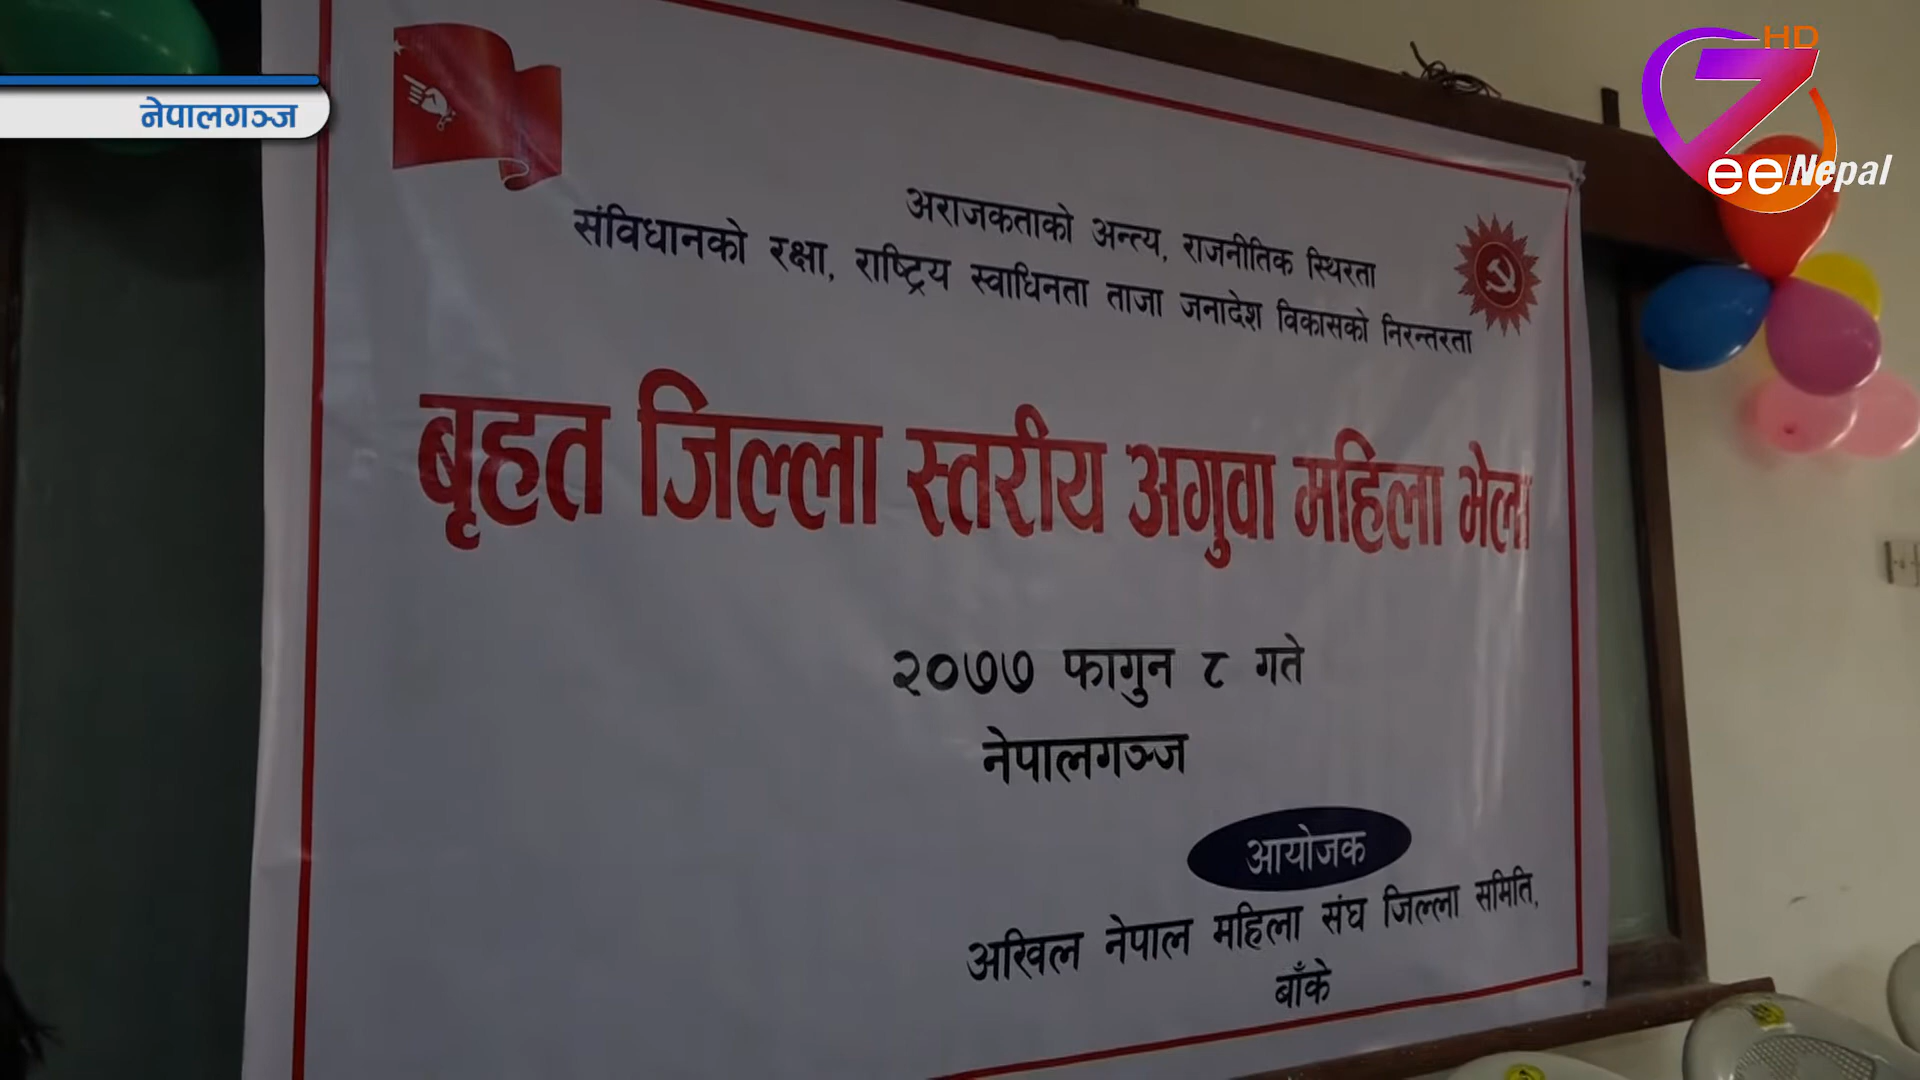 नेपालगञ्ज
HD
Zee Nepal
अराजकताको अन्त्य, राजनीतिक स्थिरता
संविधानको रक्षा, राष्ट्रिय स्वाधिनता ताजा जनादेश विकासको निरन्तरता
बृहत जिल्ला स्तरीय अगुवा महिला भेला
२०७७ फागुन ८ गते
नेपालगञ्ज
आयोजक
अखिल नेपाल महिला संघ जिल्ला समिति,
बाँके